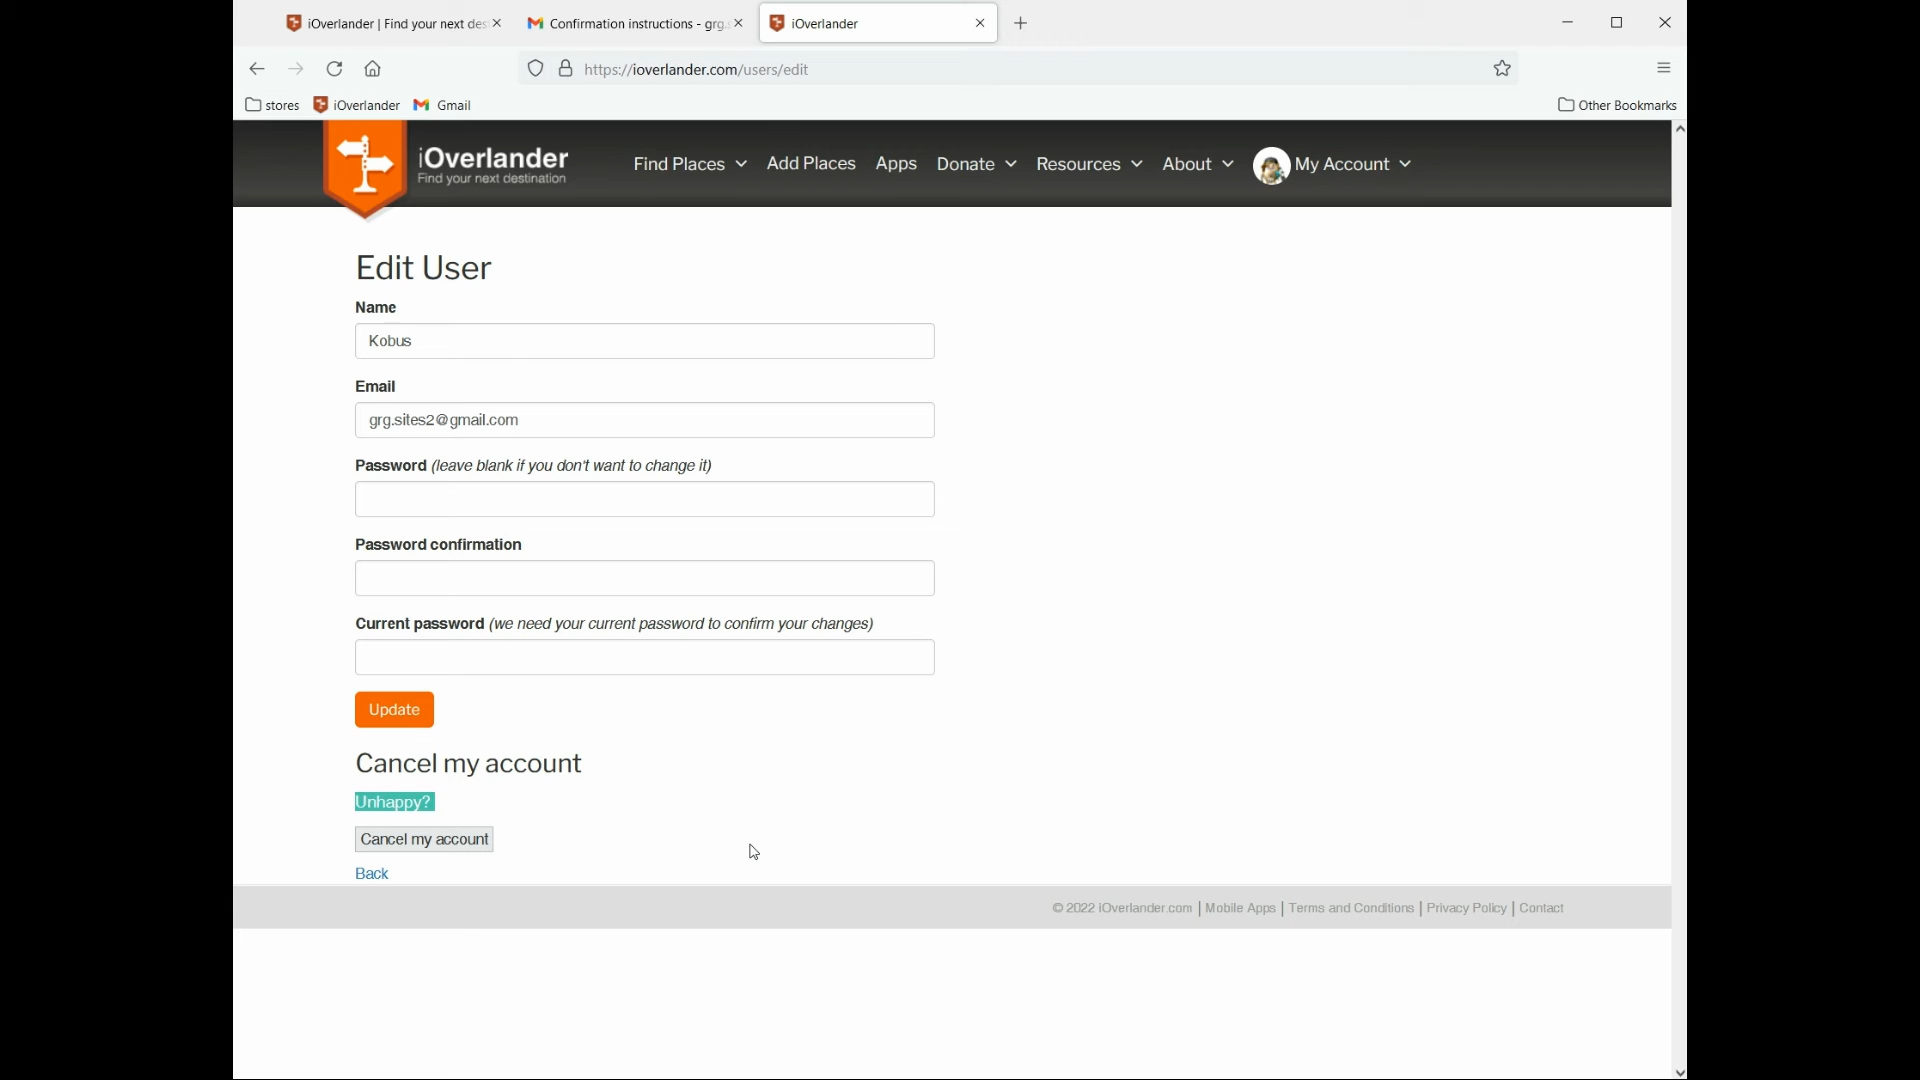 iOverlander | Find your next des
Confirmation instructions - grg.s
iOverlander
https://ioverlander.com/users/edit
stores
iOverlander
Gmail
Other Bookmarks
iOverlander
Find your next destination
Find Places
Add Places
Apps
Donate
Resources
About
My Account
Edit User
Name
Kobus
Email
grg.sites2@gmail.com
Password (leave blank if you don't want to change it)
Password confirmation
Current password (we need your current password to confirm your changes)
Update
Cancel my account
Unhappy?
Cancel my account
Back
© 2022 iOverlander.com | Mobile Apps | Terms and Conditions | Privacy Policy | Contact